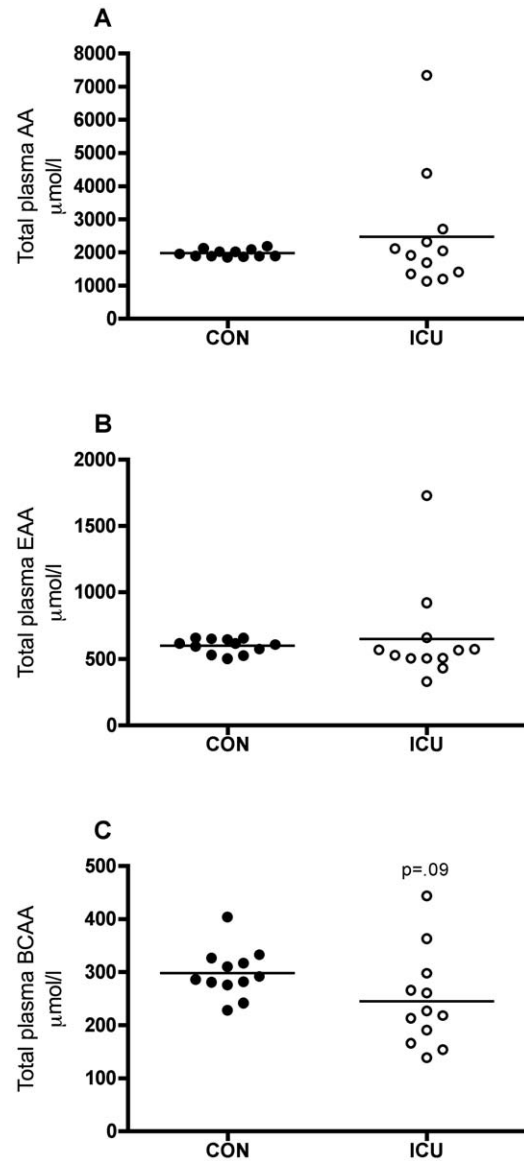 A
Total plasma AA
µmol/l
8000
7000
6000
5000
4000
3000
2000
1000
0
CON ICU
B
Total plasma EAA
µmol/l
2000
1500
1000
500
0
CON ICU
C
Total plasma BCAA
µmol/l
500
400
300
200
100
0
p=.09
CON ICU